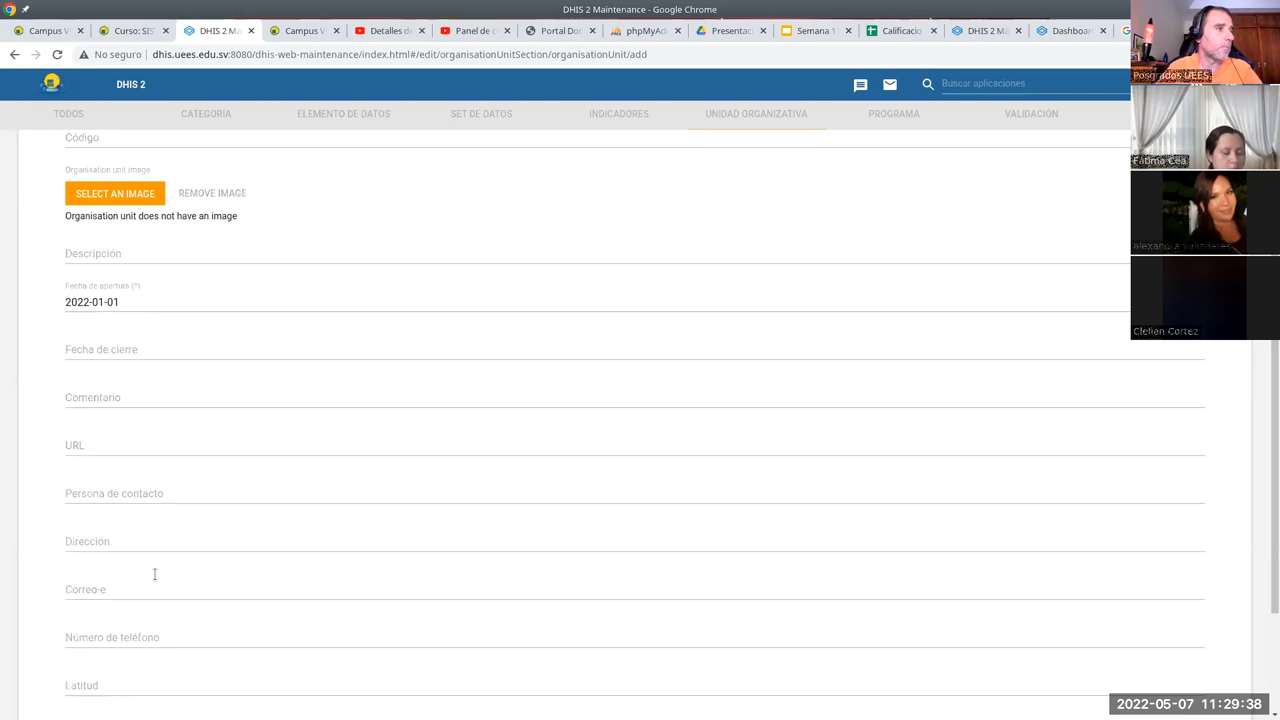 DHIS 2 Maintenance - Google Chrome
Campus V
Curso: SIS
DHIS 2 Ma
Campus V
Detalles de
Panel de c
Portal Doc
phpMyAd
Presentaci
Semana 1
Calificacio
DHIS 2 Ma
Dashboar
No seguro
dhis.uees.edu.sv:8080/dhis-web-maintenance/index.html#/edit/organisationUnitSection/organisationUnit/add
DHIS 2
Buscar aplicaciones
TODOS
CATEGORÍA
ELEMENTO DE DATOS
SET DE DATOS
INDICADORES
UNIDAD ORGANIZATIVA
PROGRAMA
VALIDACIÓN
Código
Organisation unit image
SELECT AN IMAGE
REMOVE IMAGE
Organisation unit does not have an image
Descripción
Fecha de apertura (*)
2022-01-01
Fecha de cierre
Comentario
URL
Persona de contacto
Dirección
Correo-e
Número de teléfono
Latitud
Posgrados UEES
Fátima Cea
alexandra valladares
Clelian Cortez
2022-05-07 11:29:38